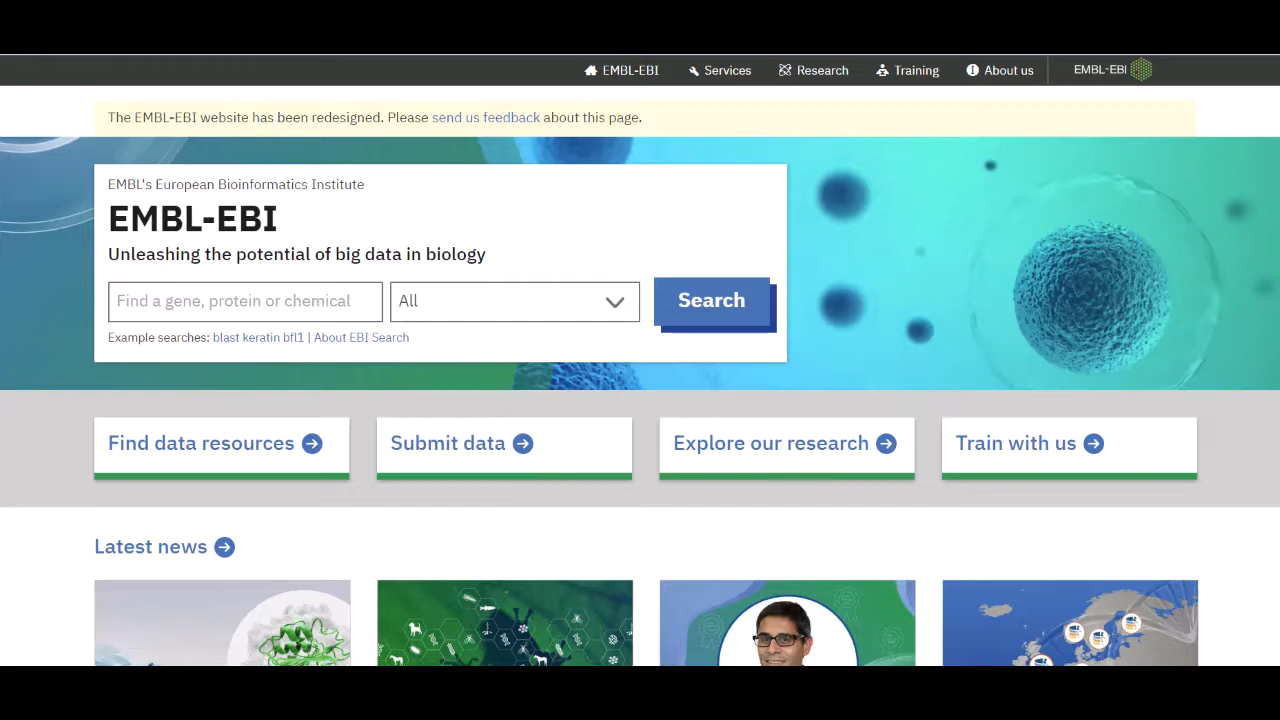 EMBL-EBI Services Research Training About us EMBL-EBI
The EMBL-EBI website has been redesigned. Please send us feedback about this page.
EMBL's European Bioinformatics Institute
EMBL-EBI
Unleashing the potential of big data in biology
Find a gene, protein or chemical All Search
Example searches: blast keratin bfl1 | About EBI Search
Find data resources Submit data Explore our research Train with us
Latest news